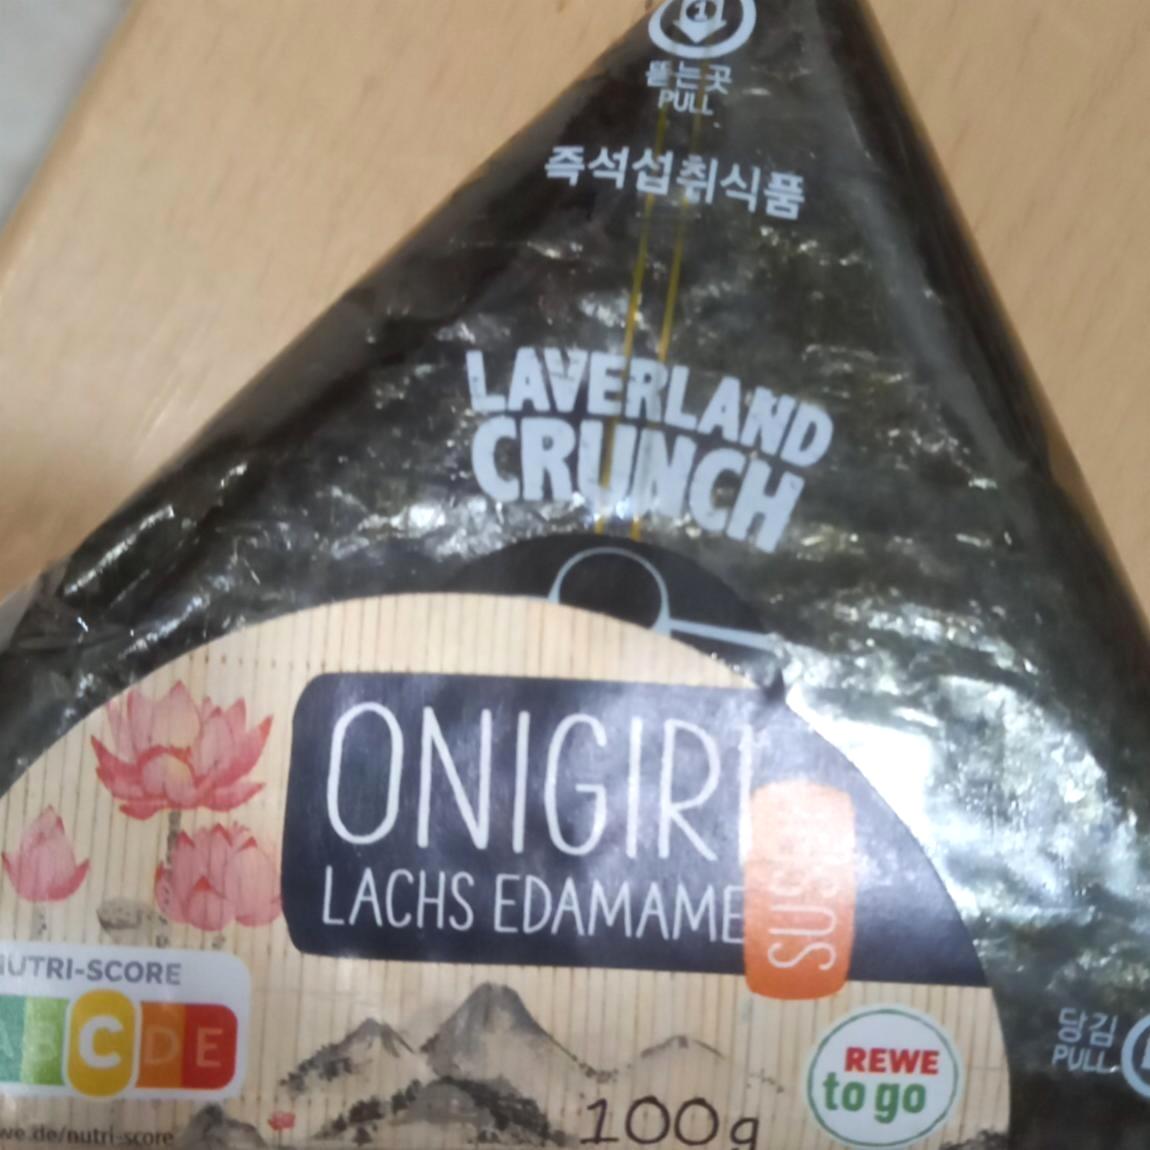 1
뜯는곳
PULL
즉석섭취식품
LAVERLAND
CRUNCH
ONIGIRI
LACHS EDAMAME
SUSHI
NUTRI-SCORE
A B C D E
we.de/nutri-score
100g
REWE
to go
당김
PULL